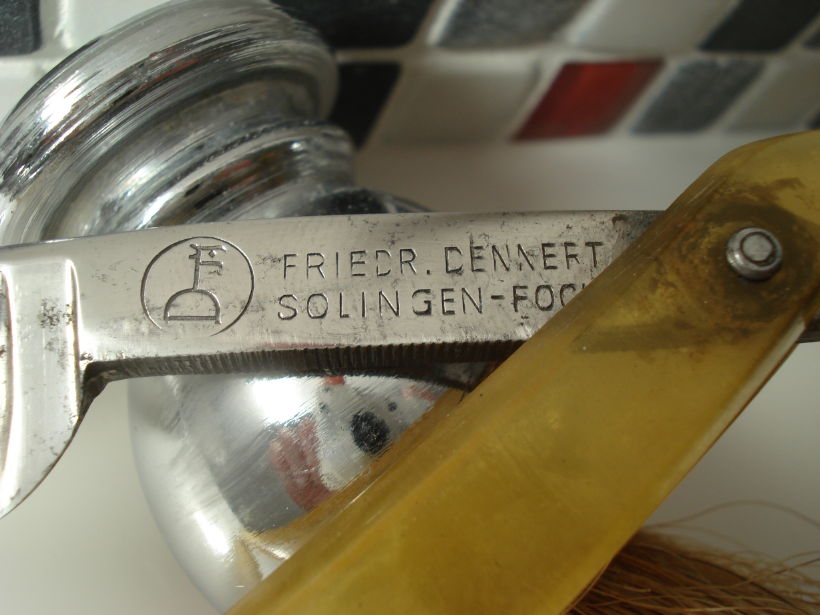 FRIEDR. DENNERT
SOLINGEN-FOC